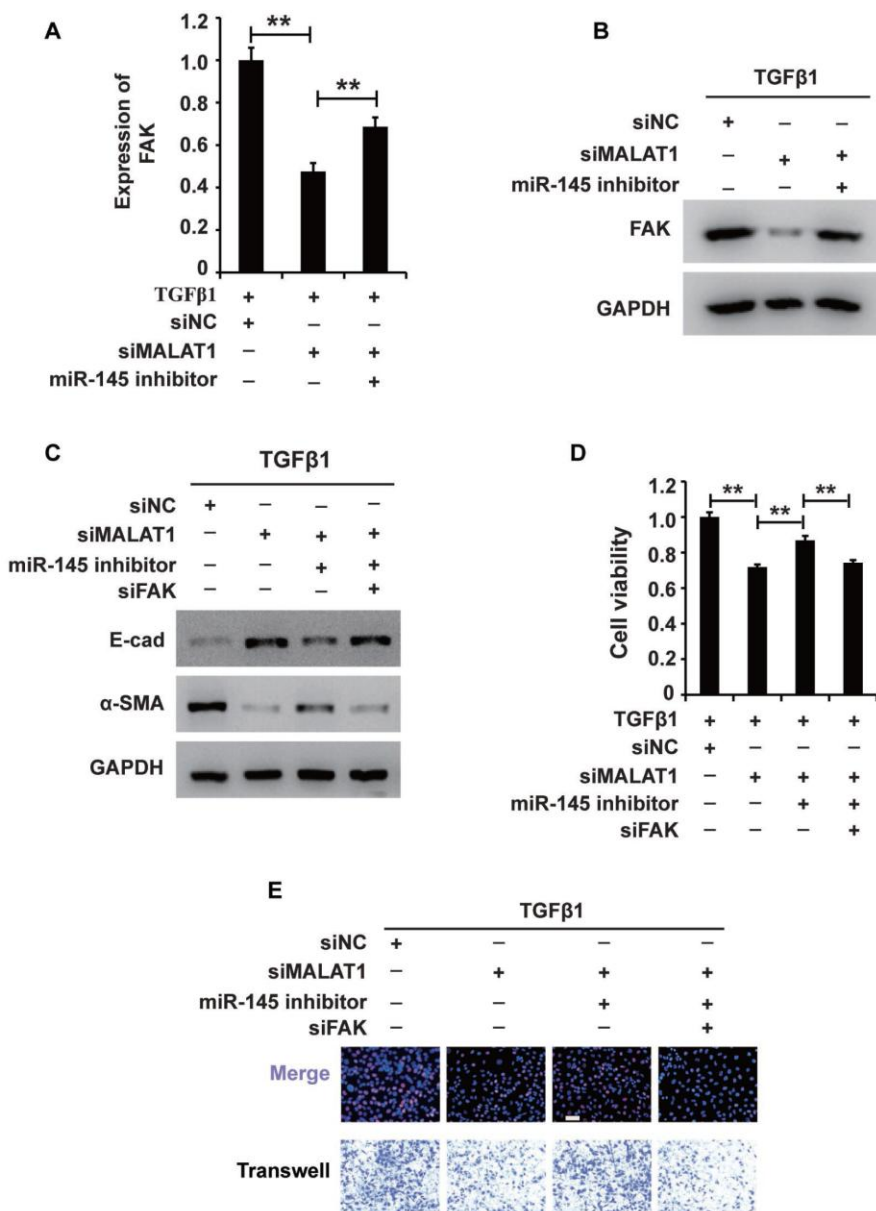 A
Expression of
FAK
1.2
1.0
0.8
0.6
0.4
0.2
0
**
**
TGFβ1 + + +
siNC + – –
siMALAT1 – + +
miR-145 inhibitor – – +
B
TGFβ1
siNC + – –
siMALAT1 – + +
miR-145 inhibitor – – +
FAK
GAPDH
C
TGFβ1
siNC + – – –
siMALAT1 – + + +
miR-145 inhibitor – – + +
siFAK – – – +
E-cad
α-SMA
GAPDH
D
Cell viability
1.2
1.0
0.8
0.6
0.4
0.2
0
** ** **
TGFβ1 + + + +
siNC + – – –
siMALAT1 – + + +
miR-145 inhibitor – – + +
siFAK – – – +
E
TGFβ1
siNC + – – –
siMALAT1 – + + +
miR-145 inhibitor – – + +
siFAK – – – +
Merge
Transwell